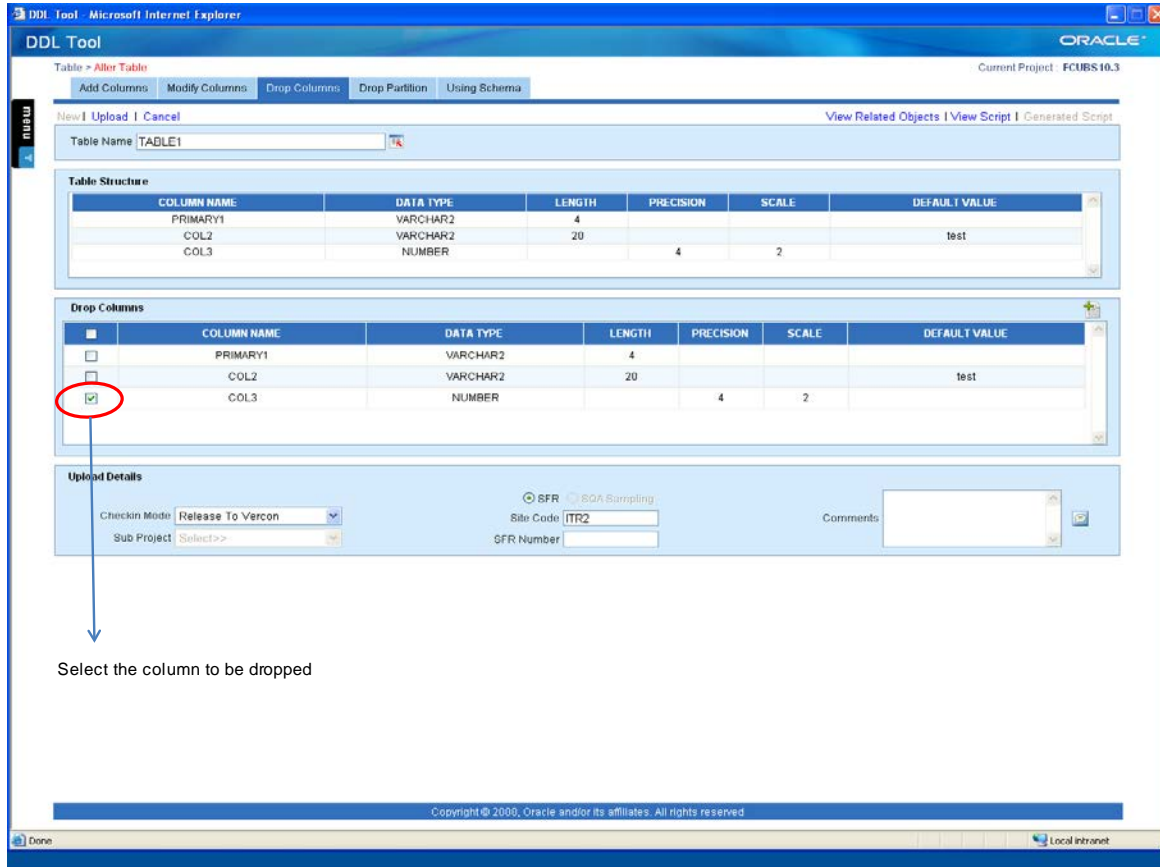 DDL Tool - Microsoft Internet Explorer
DDL Tool
ORACLE
Table > Alter Table
Current Project : FCUBS10.3
Add Columns Modify Columns Drop Columns Drop Partition Using Schema
menu
New | Upload | Cancel
View Related Objects | View Script | Generated Script
Table Name TABLE1
Table Structure
COLUMN NAME DATA TYPE LENGTH PRECISION SCALE DEFAULT VALUE
PRIMARY1 VARCHAR2 4
COL2 VARCHAR2 20 test
COL3 NUMBER 4 2
Drop Columns
COLUMN NAME DATA TYPE LENGTH PRECISION SCALE DEFAULT VALUE
PRIMARY1 VARCHAR2 4
COL2 VARCHAR2 20 test
COL3 NUMBER 4 2
Upload Details
SFR SQA Sampling
Checkin Mode Release To Vercon Site Code ITR2 Comments
Sub Project Select>> SFR Number
Select the column to be dropped
Copyright © 2000, Oracle and/or its affiliates. All rights reserved
Done
Local intranet